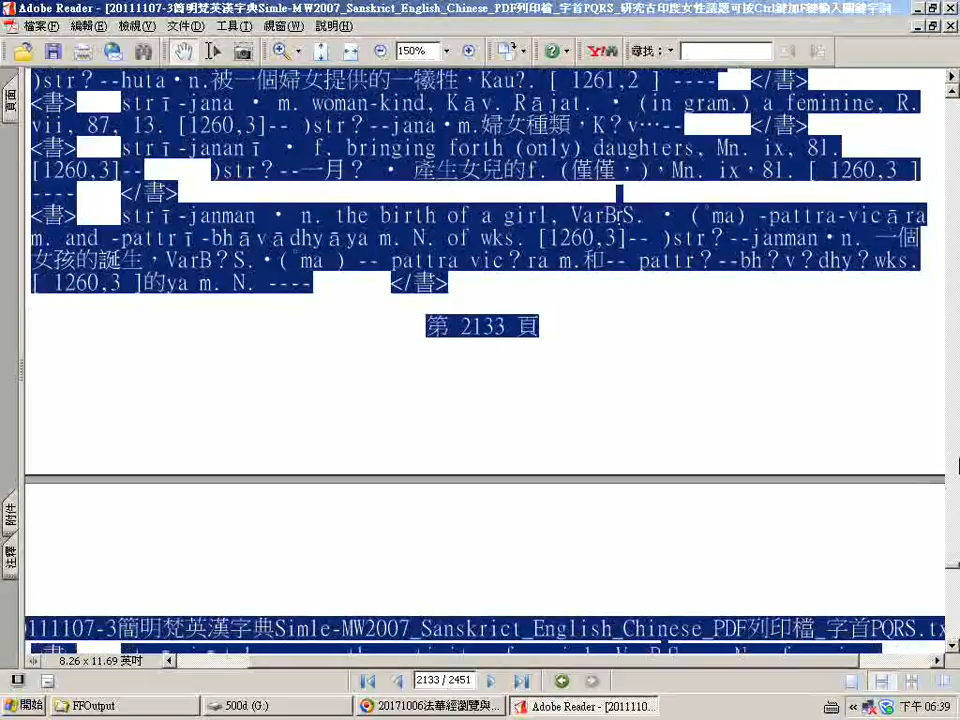 Adobe Reader - [20111107-3簡明梵英漢字典Simle-MW2007_Sanskrict_English_Chinese_PDF列印檔_字首PQRS_研究古印度女性議題可按Ctrl鍵加F鍵輸入關鍵字詞
檔案(F) 編輯(E) 檢視(V) 文件(D) 工具(T) 視窗(W) 說明(H)
150% 尋找：
頁面
)str？--huta‧n.被一個婦女提供的一犧牲，Kau?. [ 1261,2 ] ---- </書>
<書> strī-jana ‧ m. woman-kind, Kāv. Rājat. ‧ (in gram.) a feminine, R.
vii, 87, 13. [1260,3]-- )str？--jana‧m.婦女種類，K？v…-- </書>
<書> strī-jananī ‧ f. bringing forth (only) daughters, Mn. ix, 81.
[1260,3]-- )str？--一月？ ‧ 產生女兒的f. (僅僅，)，Mn. ix，81. [ 1260,3 ]
---- </書>
<書> strī-janman ‧ n. the birth of a girl, VarBrS. ‧ (°ma) -pattra-vicāra
m. and -pattrī-bhāvādhyāya m. N. of wks. [1260,3]-- )str？--janman‧n. 一個
女孩的誕生，VarB？S.‧(°ma ) -- pattra vic？ra m.和-- pattr？--bh？v？dhy？wks.
[ 1260,3 ]的ya m. N. ---- </書>
第 2133 頁
附件
注釋
111107-3簡明梵英漢字典Simle-MW2007_Sanskrict_English_Chinese_PDF列印檔_字首PQRS.tx
8.26 x 11.69 英吋
2133 / 2451
開始 FFOutput 500d (G:) 20171006法華經瀏覽與... Adobe Reader - [2011110... 下午 06:39